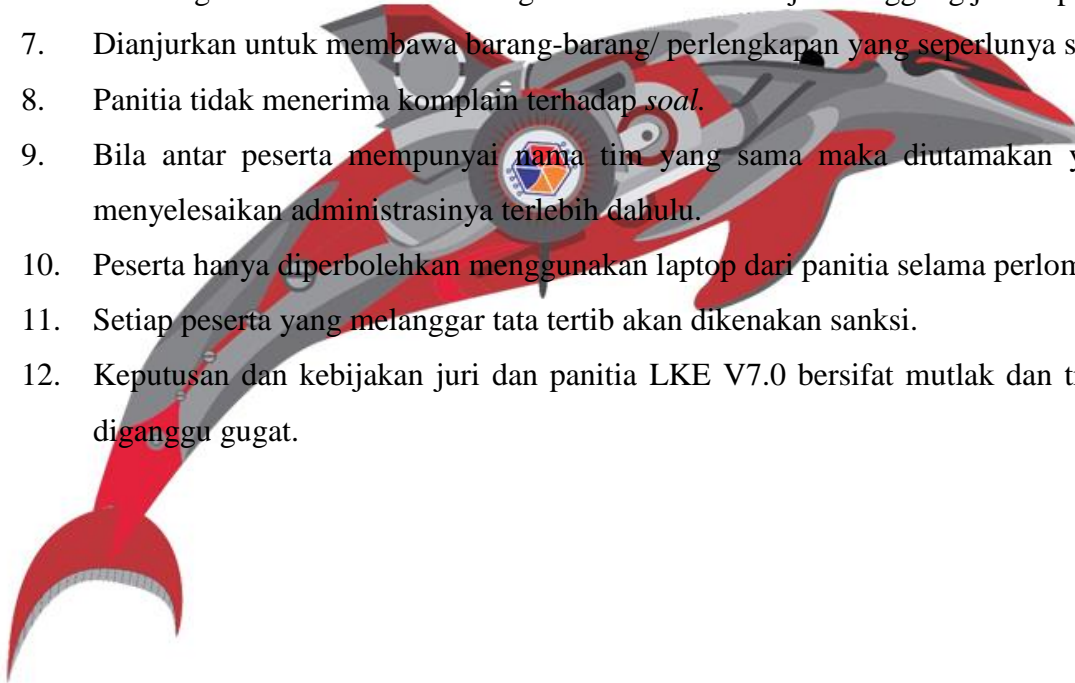 7. Dianjurkan untuk membawa barang-barang/ perlengkapan yang seperlunya
8. Panitia tidak menerima komplain terhadap soal.
9. Bila antar peserta mempunyai nama tim yang sama maka diutamakan
menyelesaikan administrasinya terlebih dahulu.
10. Peserta hanya diperbolehkan menggunakan laptop dari panitia selama
11. Setiap peserta yang melanggar tata tertib akan dikenakan sanksi.
12. Keputusan dan kebijakan juri dan panitia LKE V7.0 bersifat mutlak dan
diganggu gugat.